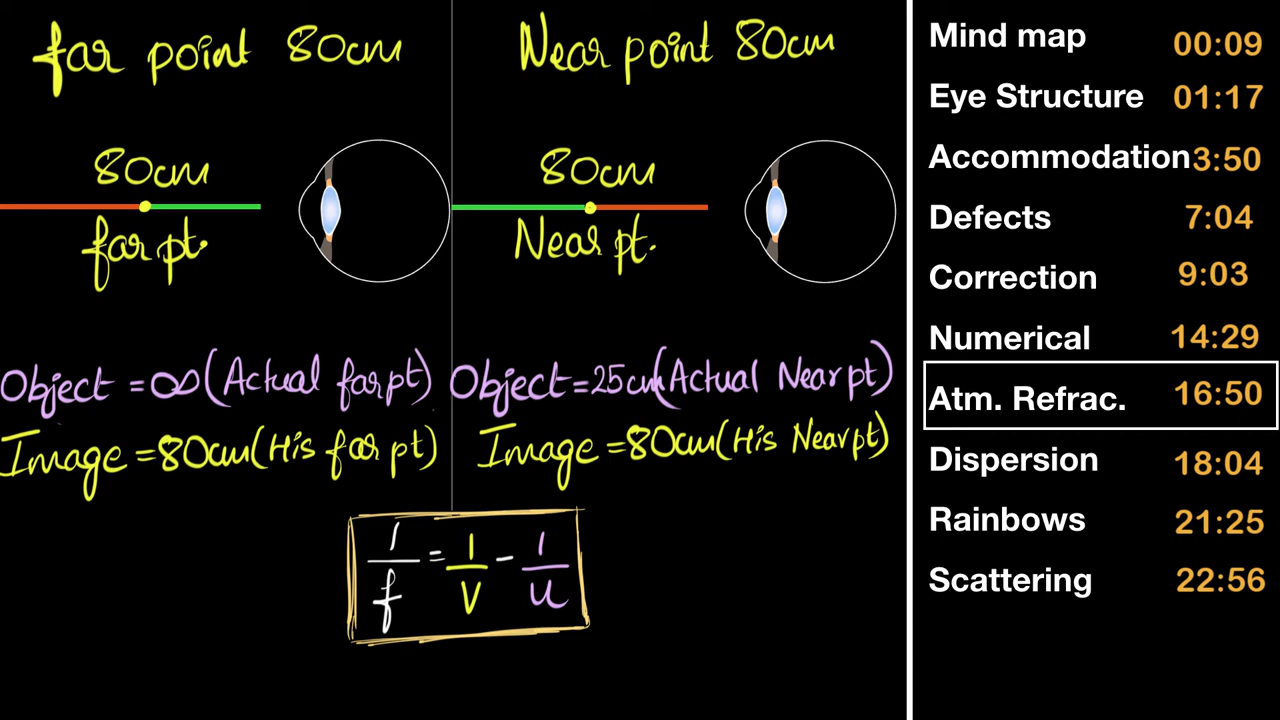 far point 80cm
80cm
far pt.
Object = ∞ (Actual far pt)
Image = 80cm (His far pt)
Near point 80cm
80cm
Near pt.
Object = 25cm (Actual Near pt)
Image = 80cm (His Near pt)
1/f = 1/v - 1/u
Mind map 00:09
Eye Structure 01:17
Accommodation 3:50
Defects 7:04
Correction 9:03
Numerical 14:29
Atm. Refrac. 16:50
Dispersion 18:04
Rainbows 21:25
Scattering 22:56